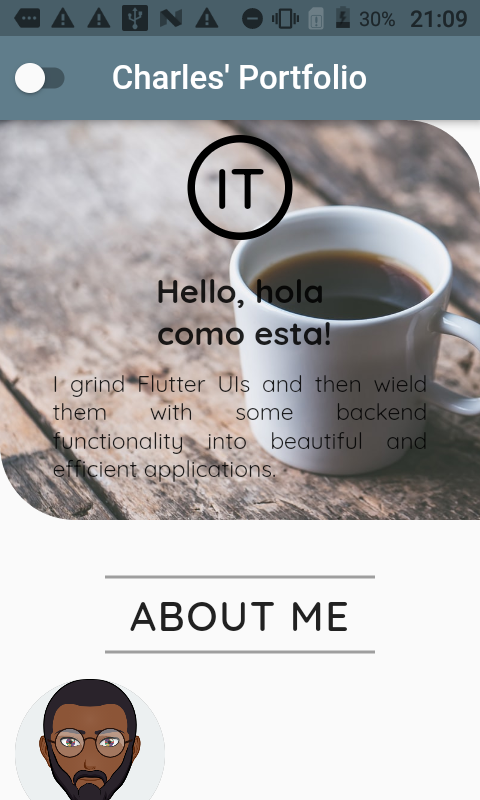 30% 21:09
Charles' Portfolio
IT
Hello, hola
como esta!
I grind Flutter UIs and then wield
them with some backend
functionality into beautiful and
efficient applications.
ABOUT ME